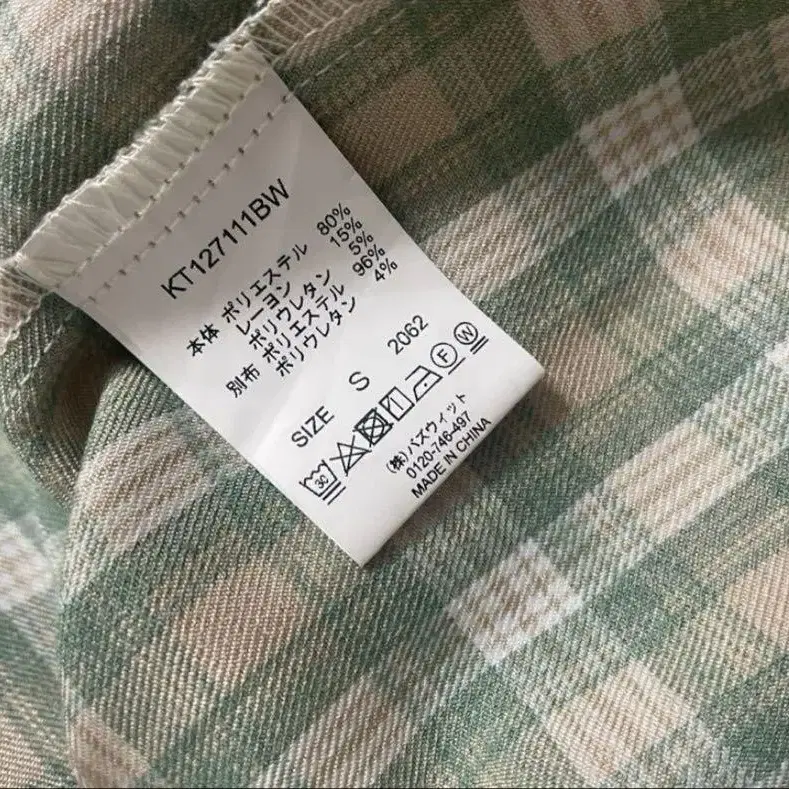 KT127111BW
本体 ポリエステル 80%
レーヨン 15%
ポリウレタン 5%
別布 ポリエステル 96%
ポリウレタン 4%
SIZE S 2062
30 F W
(株)バズウィット
0120-746-497
MADE IN CHINA